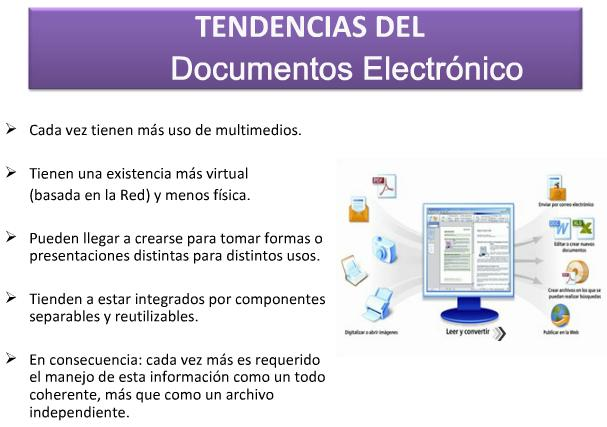 TENDENCIAS DEL
Documentos Electrónico
Cada vez tienen más uso de multimedios.
Tienen una existencia más virtual
(basada en la Red) y menos física.
Pueden llegar a crearse para tomar formas o
presentaciones distintas para distintos usos.
Tienden a estar integrados por componentes
separables y reutilizables.
En consecuencia: cada vez más es requerido
el manejo de esta información como un todo
coherente, más que como un archivo
independiente.
PDF
Digitalizar o abrir imágenes
Leer y convertir
Enviar por correo electrónico
Editar o crear nuevos
documentos
Crear archivos en los que se
puedan realizar búsquedas
Publicar en la Web